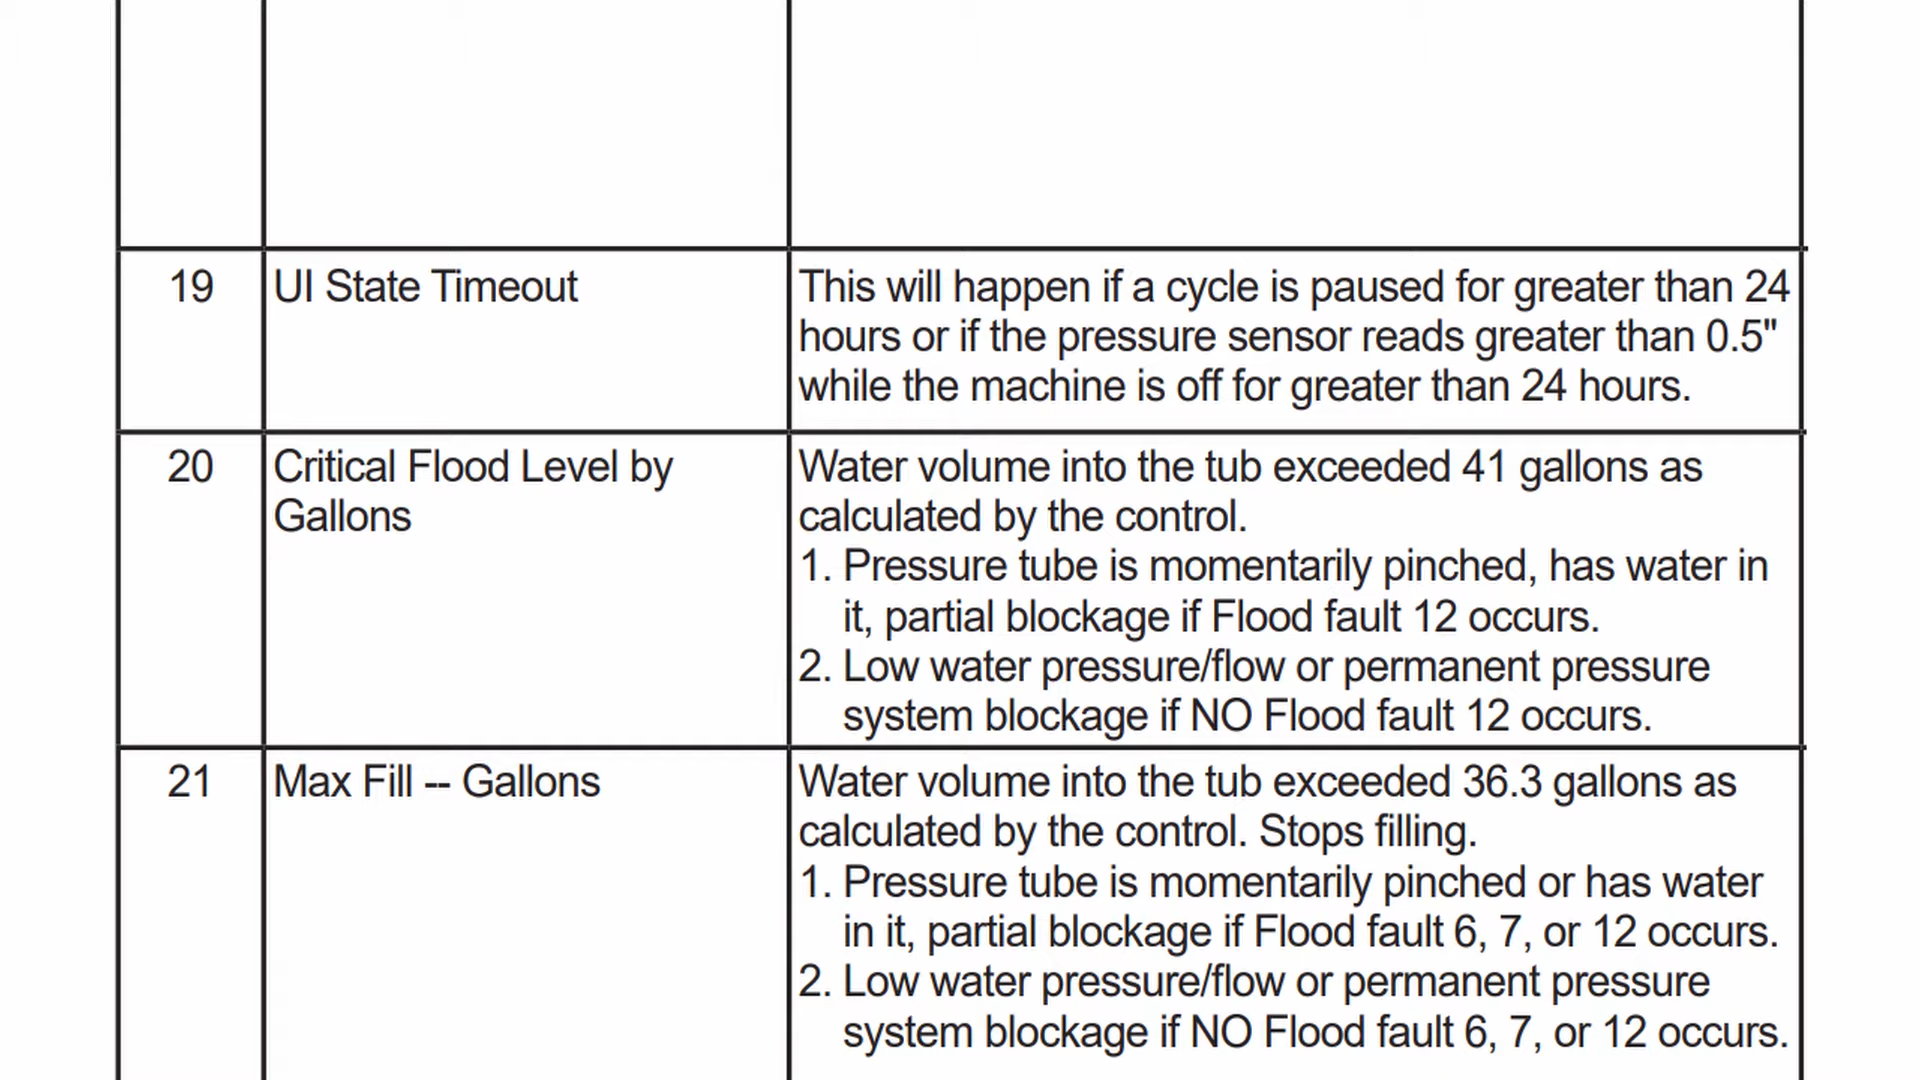 19 UI State Timeout This will happen if a cycle is paused for greater than 24
hours or if the pressure sensor reads greater than 0.5"
while the machine is off for greater than 24 hours.
20 Critical Flood Level by Water volume into the tub exceeded 41 gallons as
Gallons calculated by the control.
1. Pressure tube is momentarily pinched, has water in
it, partial blockage if Flood fault 12 occurs.
2. Low water pressure/flow or permanent pressure
system blockage if NO Flood fault 12 occurs.
21 Max Fill -- Gallons Water volume into the tub exceeded 36.3 gallons as
calculated by the control. Stops filling.
1. Pressure tube is momentarily pinched or has water
in it, partial blockage if Flood fault 6, 7, or 12 occurs.
2. Low water pressure/flow or permanent pressure
system blockage if NO Flood fault 6, 7, or 12 occurs.